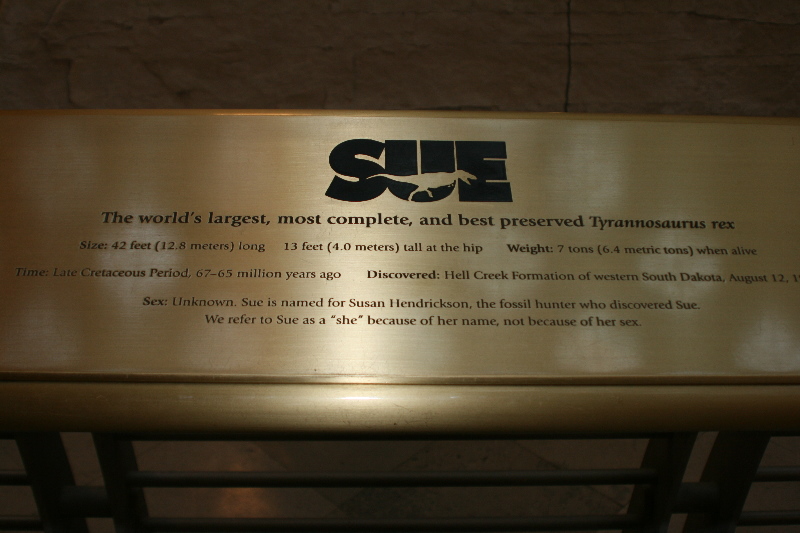 SUE
The world's largest, most complete, and best preserved Tyrannosaurus rex
Size: 42 feet (12.8 meters) long 13 feet (4.0 meters) tall at the hip Weight: 7 tons (6.4 metric tons) when alive
Time: Late Cretaceous Period, 67–65 million years ago Discovered: Hell Creek Formation of western South Dakota, August 12,
Sex: Unknown. Sue is named for Susan Hendrickson, the fossil hunter who discovered Sue.
We refer to Sue as a "she" because of her name, not because of her sex.